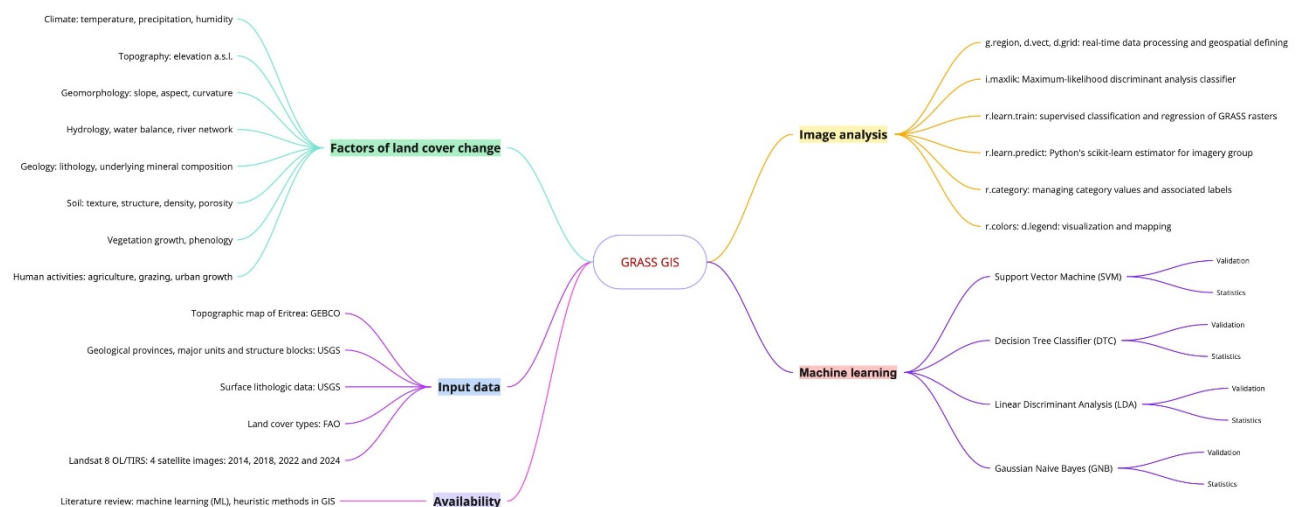 Climate: temperature, precipitation, humidity
Topography: elevation a.s.l.
Geomorphology: slope, aspect, curvature
Hydrology, water balance, river network
Geology: lithology, underlying mineral composition
Soil: texture, structure, density, porosity
Vegetation growth, phenology
Human activities: agriculture, grazing, urban growth
Factors of land cover change
Topographic map of Eritrea: GEBCO
Geological provinces, major units and structure blocks: USGS
Surface lithologic data: USGS
Land cover types: FAO
Landsat 8 OL/TIRS: 4 satellite images: 2014, 2018, 2022 and 2024
Input data
Literature review: machine learning (ML), heuristic methods in GIS
Availability
GRASS GIS
Image analysis
g.region, d.vect, d.grid: real-time data processing and geospatial defining
i.maxlik: Maximum-likelihood discriminant analysis classifier
r.learn.train: supervised classification and regression of GRASS rasters
r.learn.predict: Python's scikit-learn estimator for imagery group
r.category: managing category values and associated labels
r.colors: d.legend: visualization and mapping
Machine learning
Support Vector Machine (SVM)
Validation
Statistics
Decision Tree Classifier (DTC)
Validation
Statistics
Linear Discriminant Analysis (LDA)
Validation
Statistics
Gaussian Naive Bayes (GNB)
Validation
Statistics